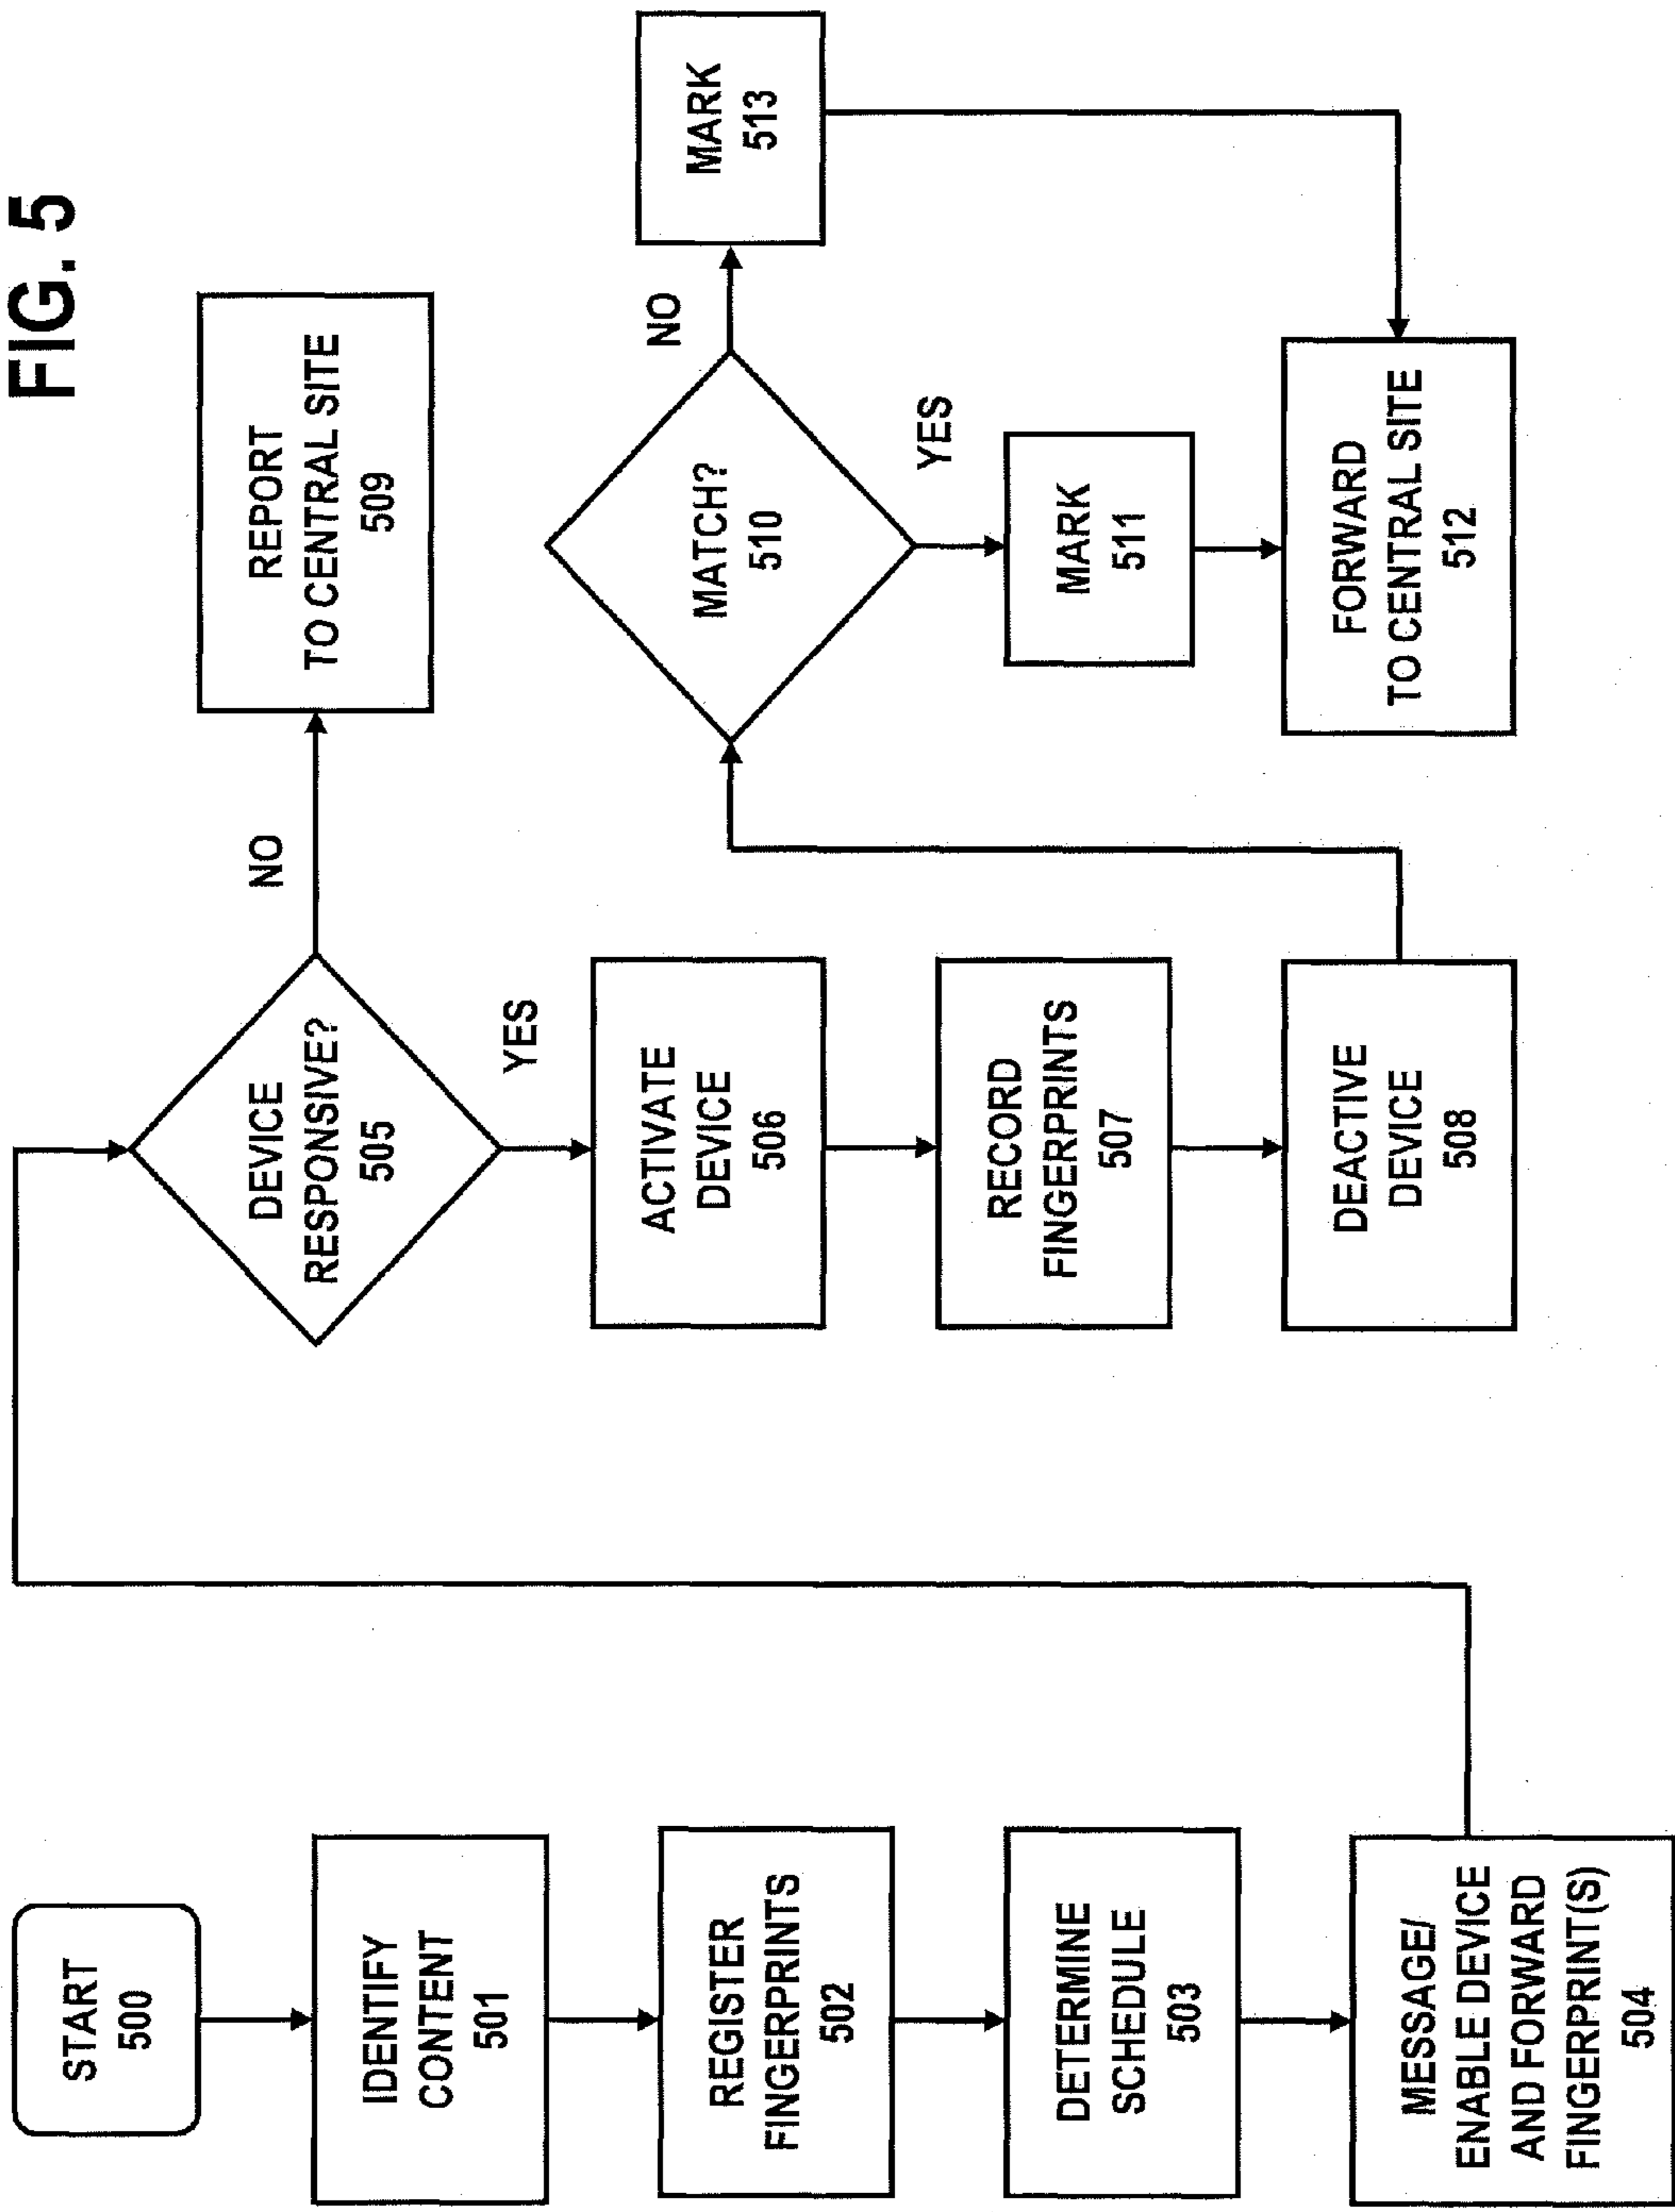 FIG. 5
START
500
IDENTIFY
CONTENT
501
REGISTER
FINGERPRINTS
502
DETERMINE
SCHEDULE
503
MESSAGE/
ENABLE DEVICE
AND FORWARD
FINGERPRINT(S)
504
DEVICE
RESPONSIVE?
505
NO
YES
REPORT
TO CENTRAL SITE
509
ACTIVATE
DEVICE
506
RECORD
FINGERPRINTS
507
DEACTIVE
DEVICE
508
MATCH?
510
NO
YES
MARK
513
MARK
511
FORWARD
TO CENTRAL SITE
512